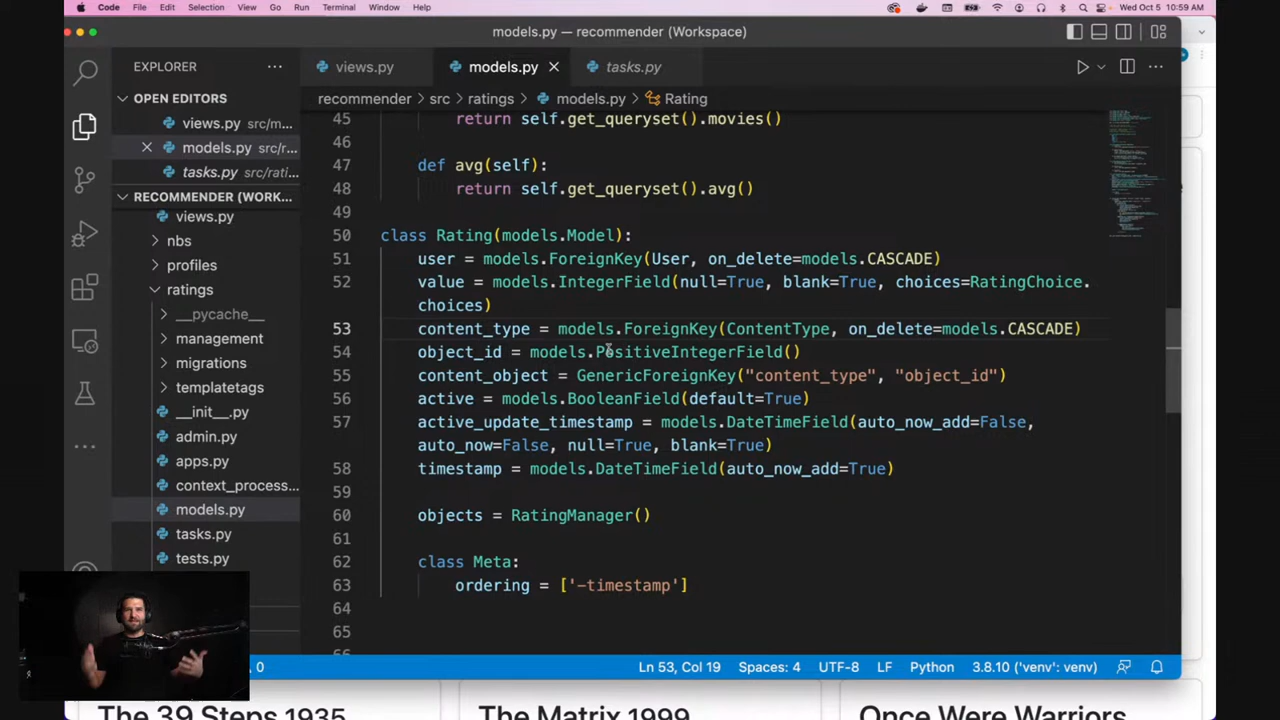 Code File Edit Selection View Go Run Terminal Window Help Wed Oct 5 10:59 AM
models.py — recommender (Workspace)
EXPLORER
views.py models.py tasks.py
OPEN EDITORS
recommender > src > ratings > models.py > Rating
views.py src/m...
models.py src/r...
tasks.py src/rati...
RECOMMENDER (WORK...
views.py
nbs
profiles
ratings
__pycache__
management
migrations
templatetags
__init__.py
admin.py
apps.py
context_process...
models.py
tasks.py
tests.py
45 return self.get_queryset().movies()
46
47 def avg(self):
48 return self.get_queryset().avg()
49
50 class Rating(models.Model):
51 user = models.ForeignKey(User, on_delete=models.CASCADE)
52 value = models.IntegerField(null=True, blank=True, choices=RatingChoice.
choices)
53 content_type = models.ForeignKey(ContentType, on_delete=models.CASCADE)
54 object_id = models.PositiveIntegerField()
55 content_object = GenericForeignKey("content_type", "object_id")
56 active = models.BooleanField(default=True)
57 active_update_timestamp = models.DateTimeField(auto_now_add=False,
auto_now=False, null=True, blank=True)
58 timestamp = models.DateTimeField(auto_now_add=True)
59
60 objects = RatingManager()
61
62 class Meta:
63 ordering = ['-timestamp']
64
65
0 Ln 53, Col 19 Spaces: 4 UTF-8 LF Python 3.8.10 ('venv': venv)
The 39 Steps 1935 The Matrix 1999 Once Were Warriors